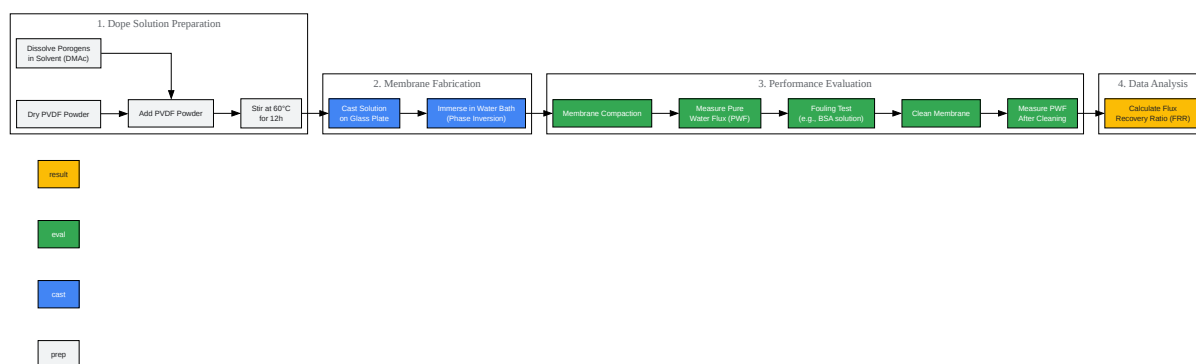 1. Dope Solution Preparation
Dissolve Porogens
in Solvent (DMAc)
Dry PVDF Powder
Add PVDF Powder
Stir at 60°C
for 12h
2. Membrane Fabrication
Cast Solution
on Glass Plate
Immerse in Water Bath
(Phase Inversion)
3. Performance Evaluation
Membrane Compaction
Measure Pure
Water Flux (PWF)
Fouling Test
(e.g., BSA solution)
Clean Membrane
Measure PWF
After Cleaning
4. Data Analysis
Calculate Flux
Recovery Ratio (FRR)
result
eval
cast
prep